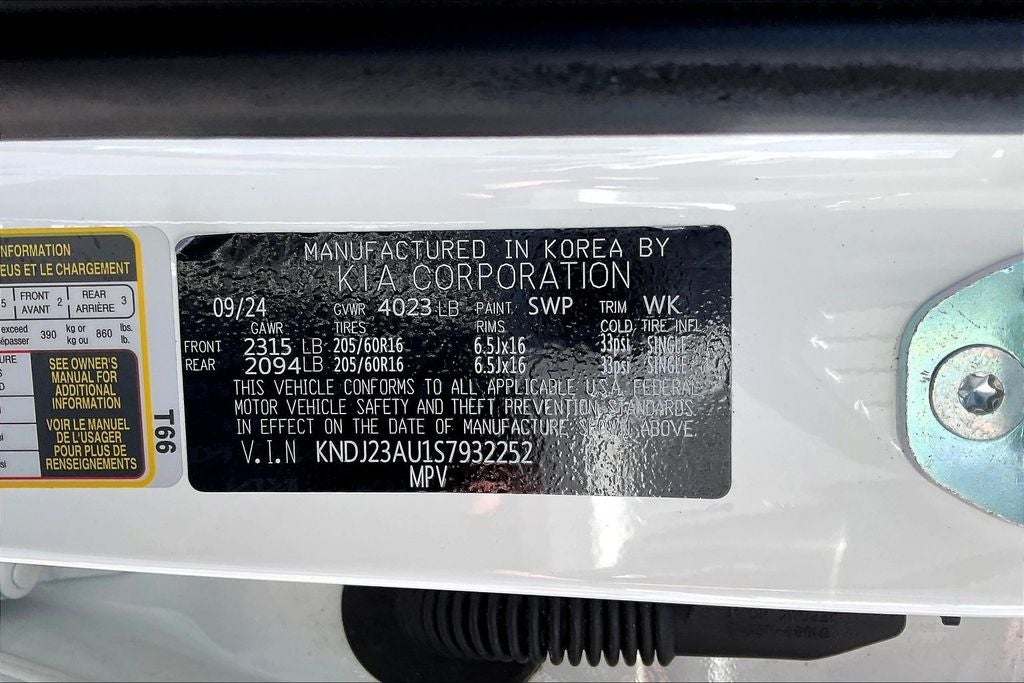 NFORMATION
EUS ET LE CHARGEMENT
5 FRONT AVANT 2 REAR ARRIÈRE 3
exceed
épasser 390 kg or kg ou 860 lbs. lb.
SEE OWNER'S
MANUAL FOR
ADDITIONAL
INFORMATION
VOIR LE MANUEL
DE L'USAGER
POUR PLUS DE
RENSEIGNEMENTS
T66
MANUFACTURED IN KOREA BY
KIA CORPORATION
09/24 GVWR 4023 LB PAINT: SWP TRIM WK
GAWR TIRES RIMS COLD TIRE INFL
FRONT 2315 LB 205/60R16 6.5Jx16 33psi SINGLE
REAR 2094 LB 205/60R16 6.5Jx16 33psi SINGLE
THIS VEHICLE CONFORMS TO ALL APPLICABLE U.S.A. FEDERAL
MOTOR VEHICLE SAFETY AND THEFT PREVENTION STANDARDS
IN EFFECT ON THE DATE OF MANUFACTURE SHOWN ABOVE.
V.I.N KNDJ23AU1S7932252
MPV